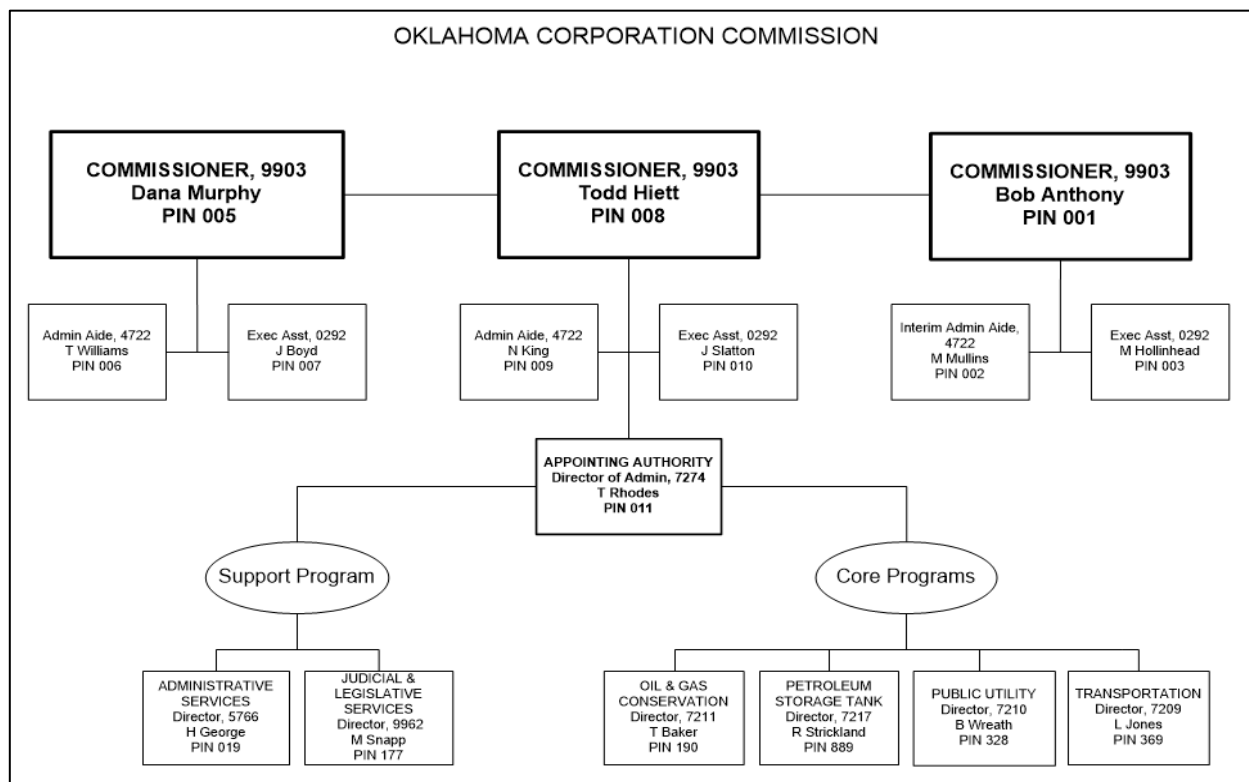 OKLAHOMA CORPORATION COMMISSION
COMMISSIONER, 9903
Dana Murphy
PIN 005
COMMISSIONER, 9903
Todd Hiett
PIN 008
COMMISSIONER, 9903
Bob Anthony
PIN 001
Admin Aide, 4722
T Williams
PIN 006
Exec Asst, 0292
J Boyd
PIN 007
Admin Aide, 4722
N King
PIN 009
Exec Asst, 0292
J Slatton
PIN 010
Interim Admin Aide,
4722
M Mullins
PIN 002
Exec Asst, 0292
M Hollinhead
PIN 003
APPOINTING AUTHORITY
Director of Admin, 7274
T Rhodes
PIN 011
Support Program
Core Programs
ADMINISTRATIVE
SERVICES
Director, 5766
H George
PIN 019
JUDICIAL &
LEGISLATIVE
SERVICES
Director, 9962
M Snapp
PIN 177
OIL & GAS
CONSERVATION
Director, 7211
T Baker
PIN 190
PETROLEUM
STORAGE TANK
Director, 7217
R Strickland
PIN 889
PUBLIC UTILITY
Director, 7210
B Wreath
PIN 328
TRANSPORTATION
Director, 7209
L Jones
PIN 369